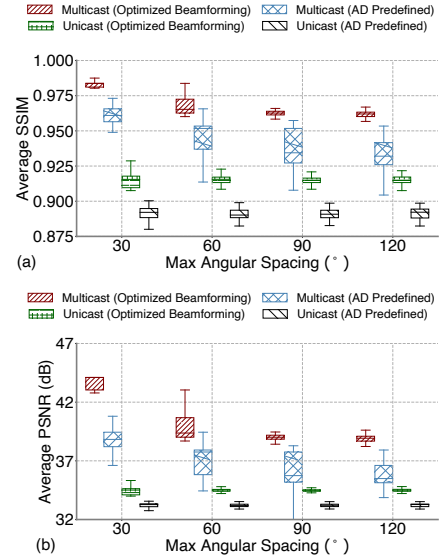 Multicast (Optimized Beamforming) Multicast (AD Predefined)
Unicast (Optimized Beamforming) Unicast (AD Predefined)
Average SSIM
1.000
0.975
0.950
0.925
0.900
0.875
30 60 90 120
(a) Max Angular Spacing (°)
Multicast (Optimized Beamforming) Multicast (AD Predefined)
Unicast (Optimized Beamforming) Unicast (AD Predefined)
Average PSNR (dB)
47
42
37
32
30 60 90 120
(b) Max Angular Spacing (°)